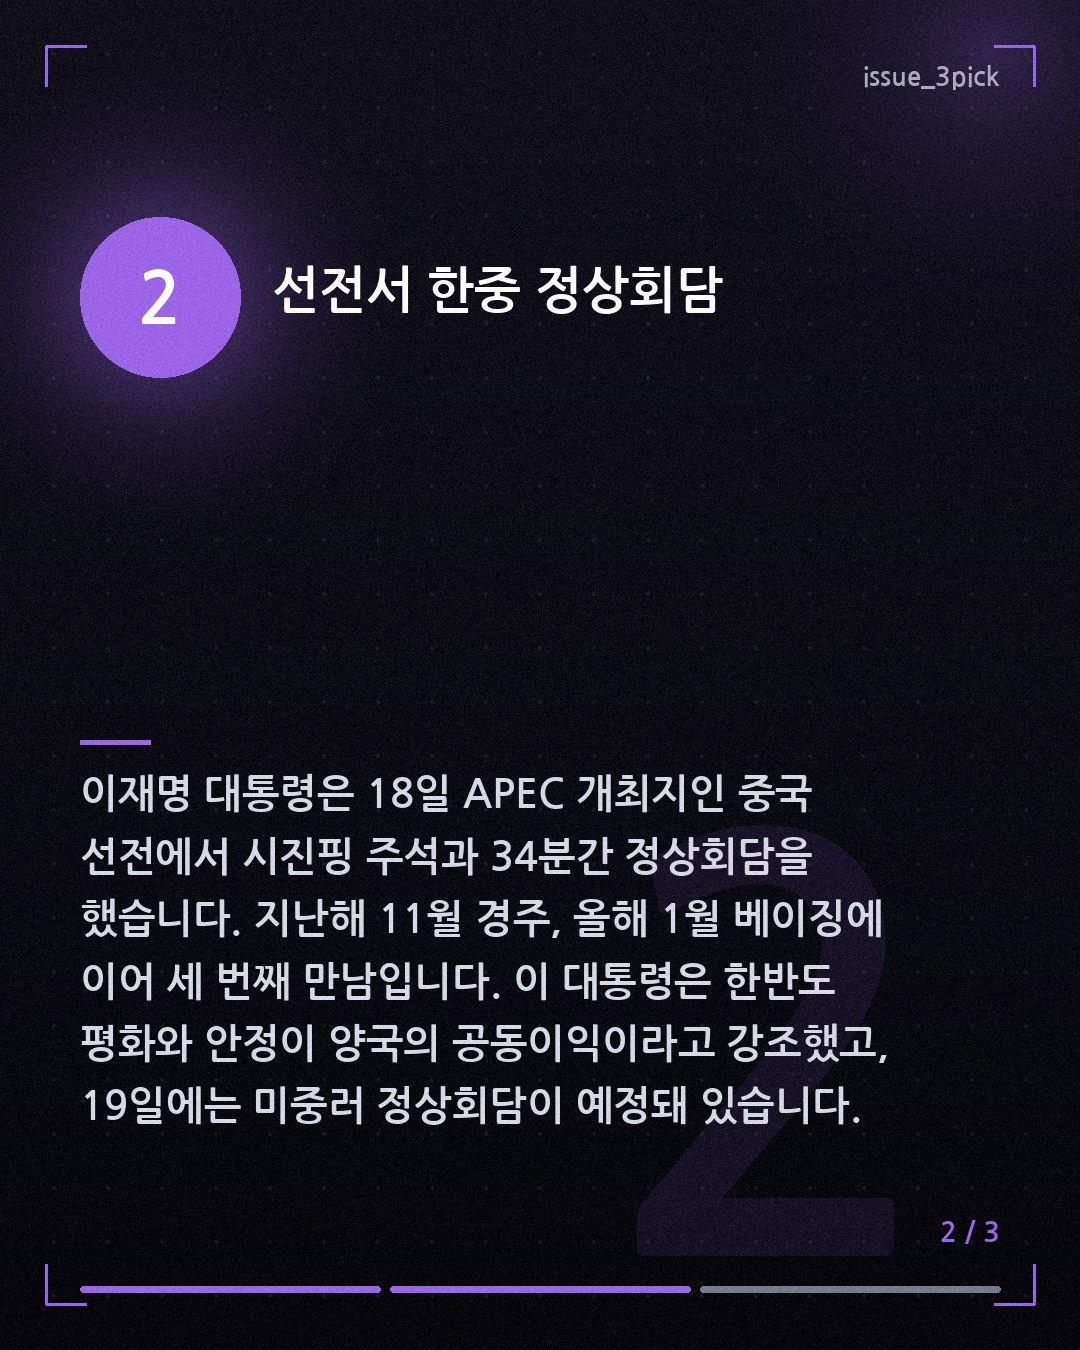 issue_3pick
2
선전서 한중 정상회담
이재명 대통령은 18일 APEC 개최지인 중국
선전에서 시진핑 주석과 34분간 정상회담을
했습니다. 지난해 11월 경주, 올해 1월 베이징에
이어 세 번째 만남입니다. 이 대통령은 한반도
평화와 안정이 양국의 공동이익이라고 강조했고,
19일에는 미중러 정상회담이 예정돼 있습니다.
2
2 / 3